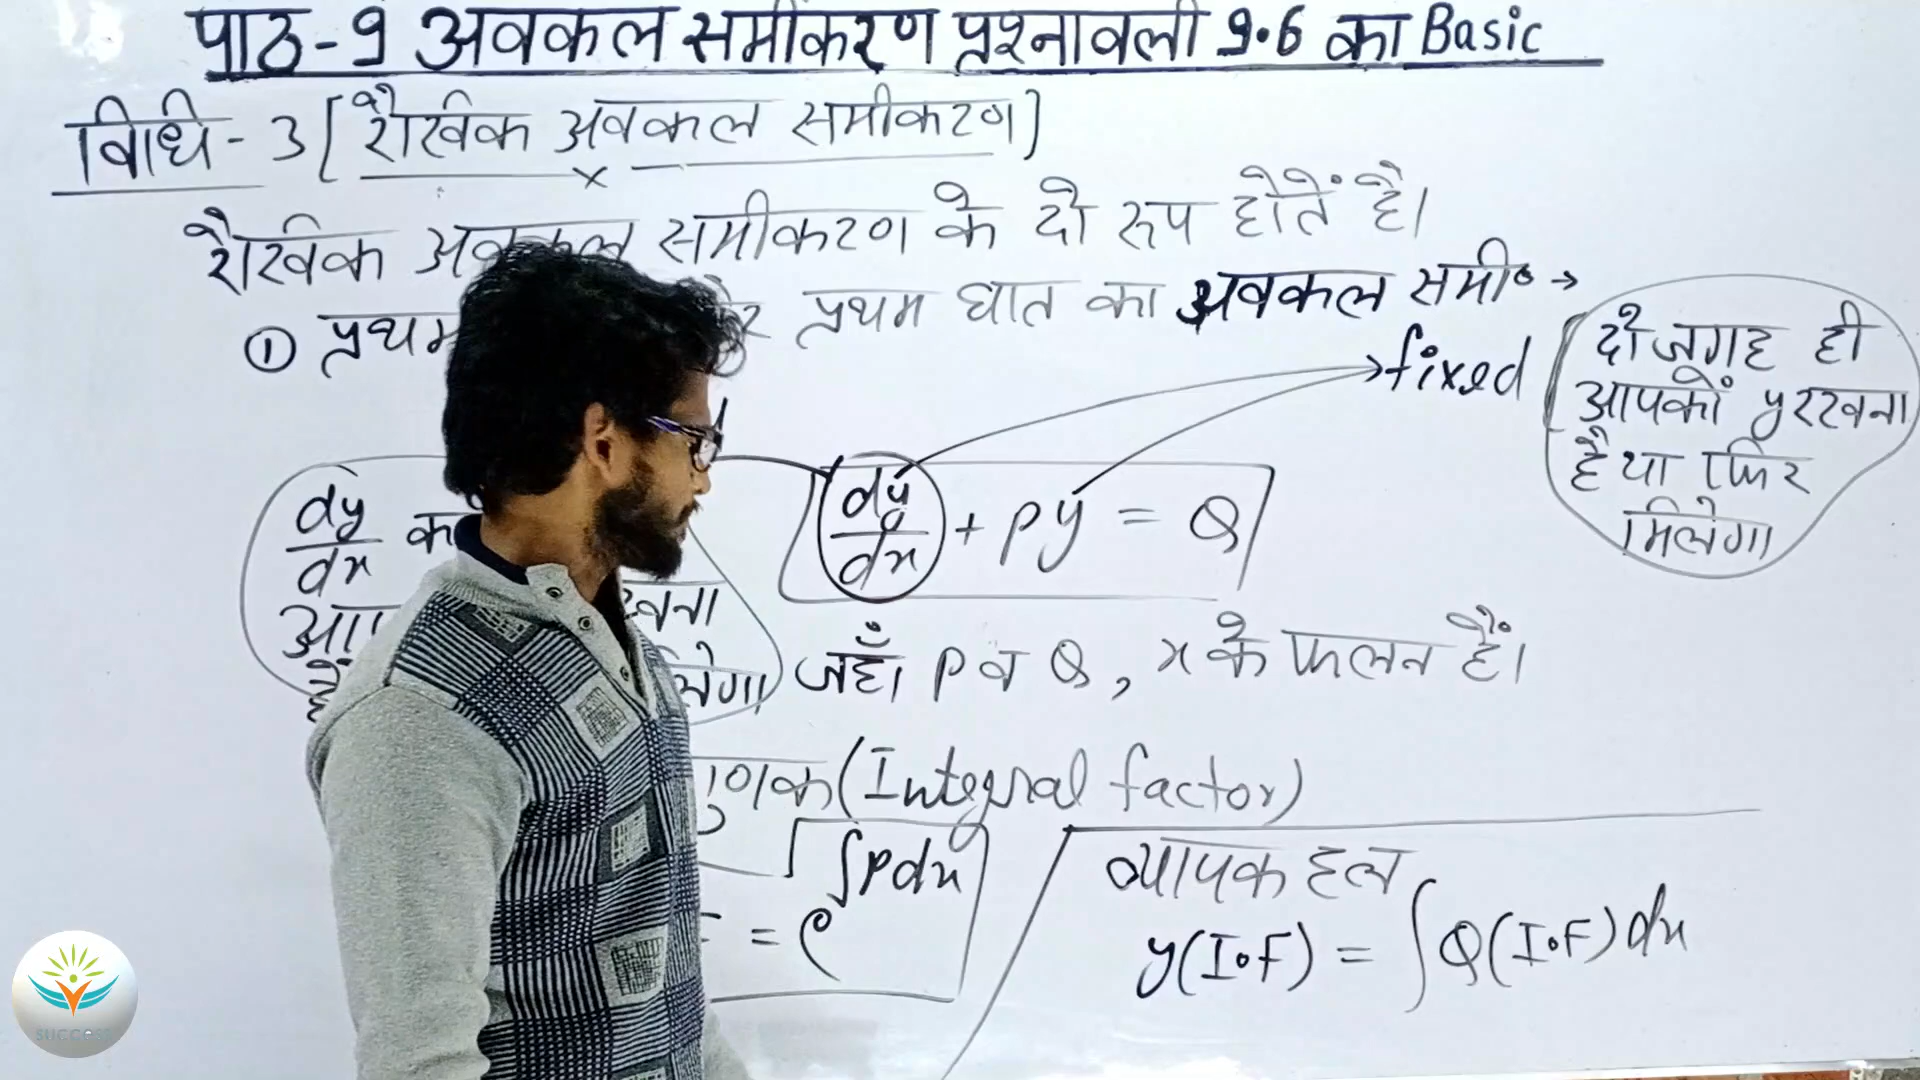 पाठ-9 अवकल समीकरण प्रश्नावली 9.6 का Basic
विधि-3 [रैखिक अवकल समीकरण]
रैखिक अवकल समीकरण के दो रूप होतें है।
① प्रथम प्रथम घात का अवकल समी० →
fixed
दो जगह ही
आपको y रखना
है या फिर
मिलेगा
dy/dx
dy/dx + Py = Q
जहाँ P व Q, x के फलन हैं।
(Integral factor)
= e^∫Pdx
व्यापक हल
y(I.F) = ∫Q(I.F)dx
SUCCESS